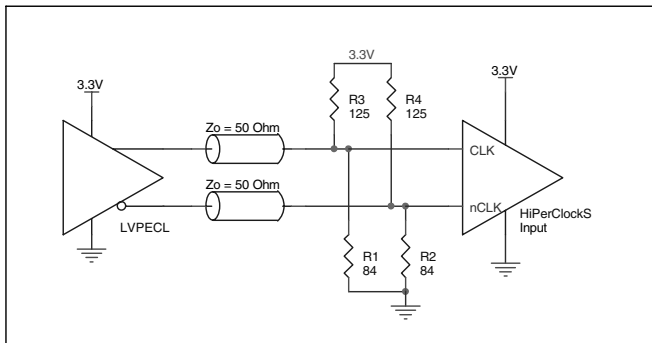 3.3V
3.3V
3.3V
R3
125
R4
125
Zo = 50 Ohm
CLK
Zo = 50 Ohm
nCLK
HiPerClockS
Input
LVPECL
R1
84
R2
84